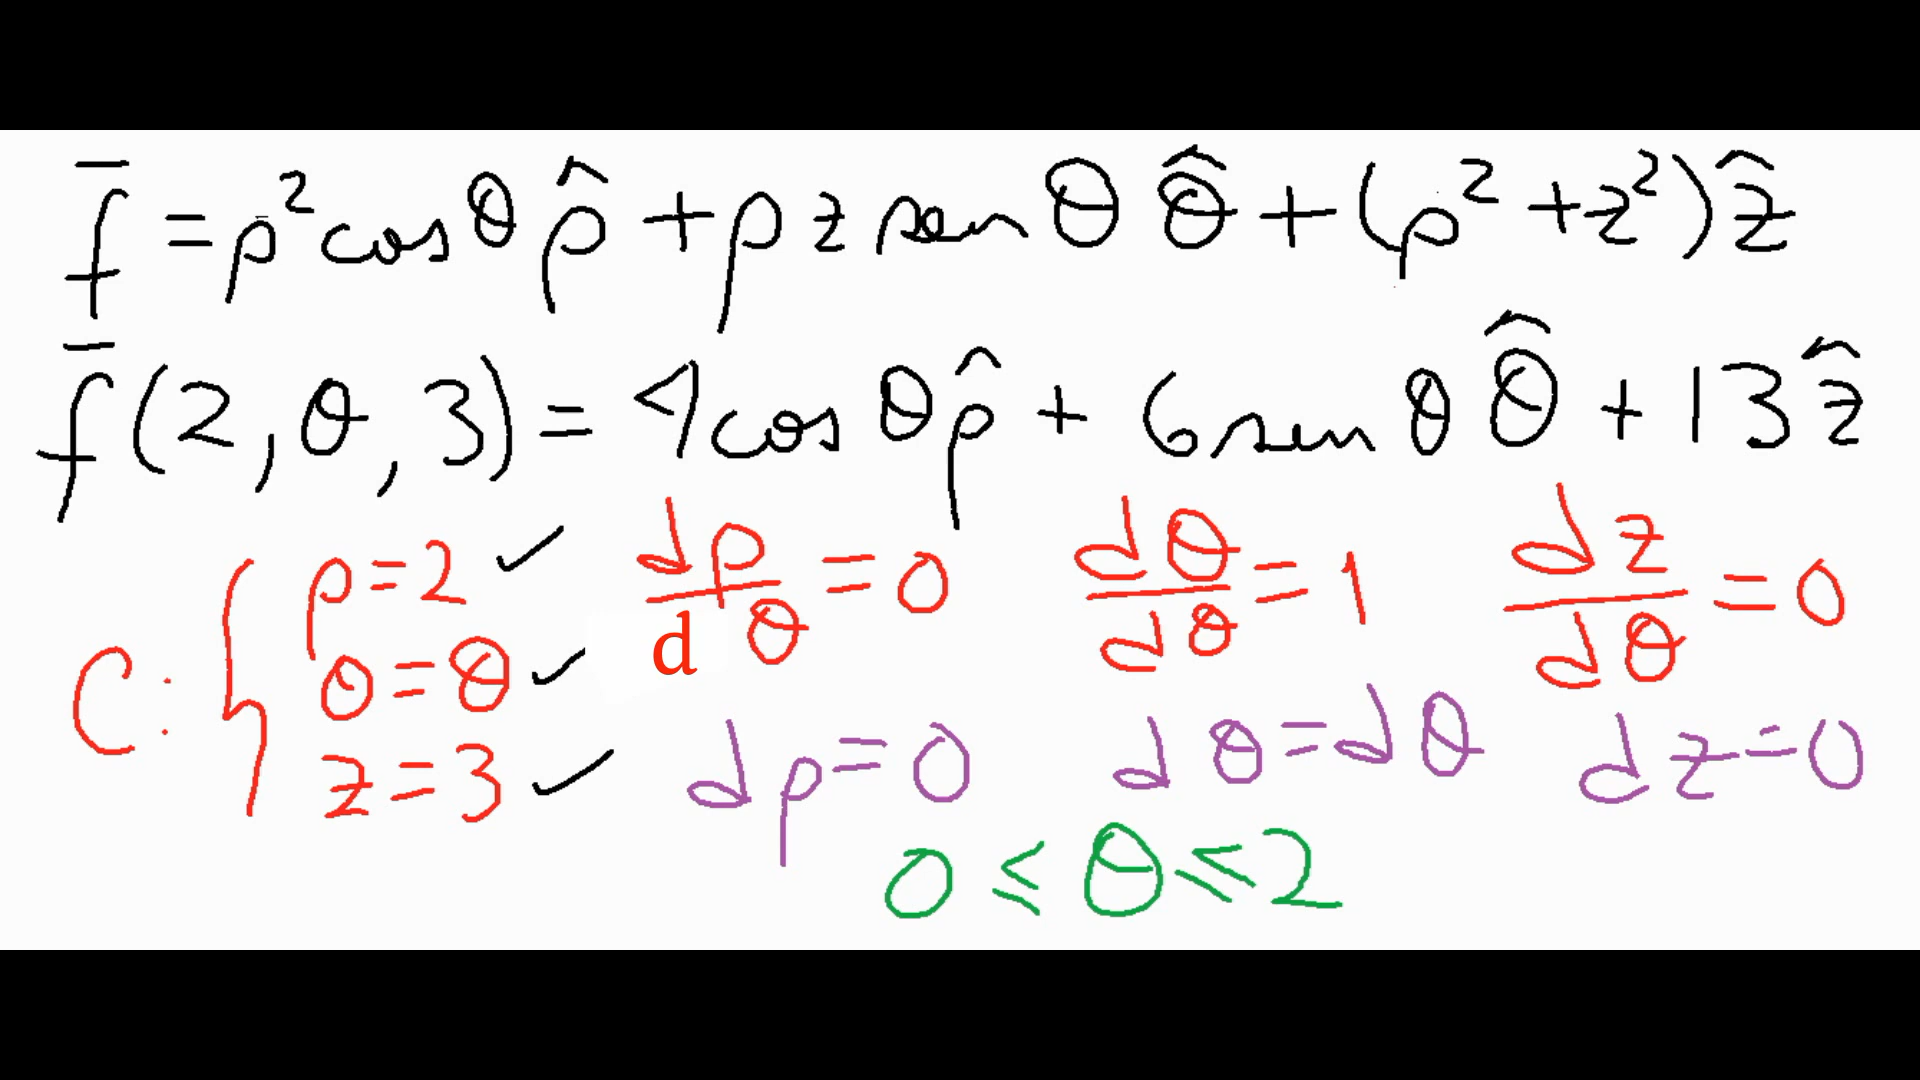 f̄ = ρ² cos θ ρ̂ + ρ z sen θ θ̂ + (ρ² + z²) ẑ
f̄(2, θ, 3) = 4 cos θ ρ̂ + 6 sen θ θ̂ + 13 ẑ
C: { ρ = 2 ✓ dρ/dθ = 0 dθ/dθ = 1 dz/dθ = 0
θ = θ ✓
z = 3 ✓ dρ = 0 dθ = dθ dz = 0
0 ≤ θ ≤ 2